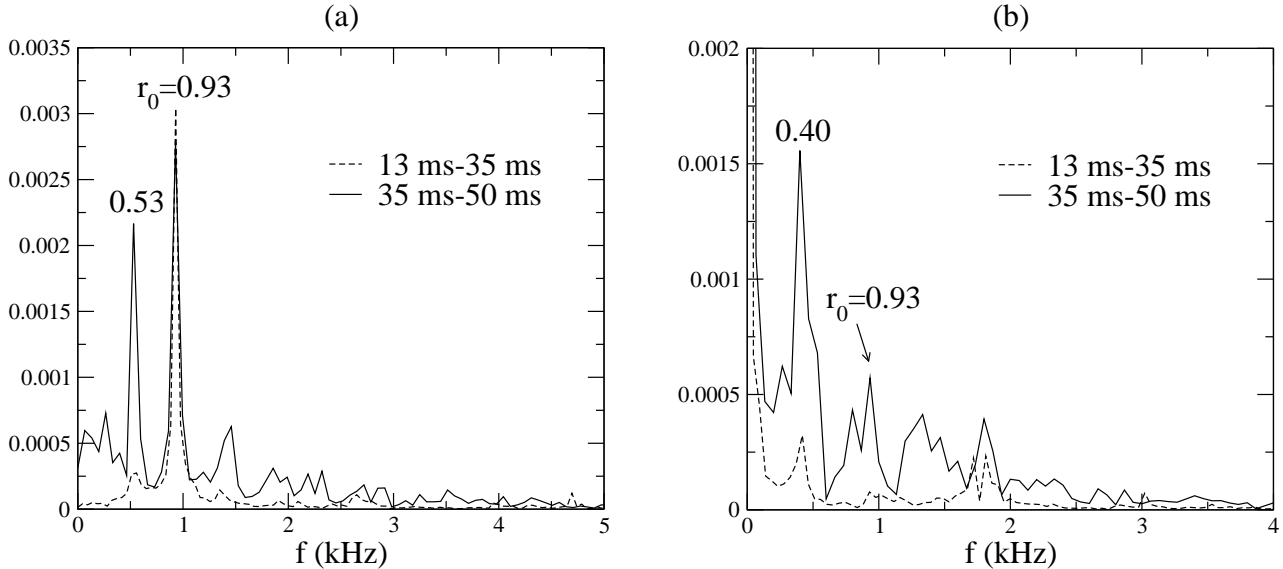 (a)
0.0035
0.003
0.0025
0.002
0.0015
0.001
0.0005
0
r0=0.93
0.53
13 ms-35 ms
35 ms-50 ms
0 1 2 3 4 5
f (kHz)
(b)
0.002
0.0015
0.001
0.0005
0
0.40
r0=0.93
13 ms-35 ms
35 ms-50 ms
0 1 2 3 4
f (kHz)